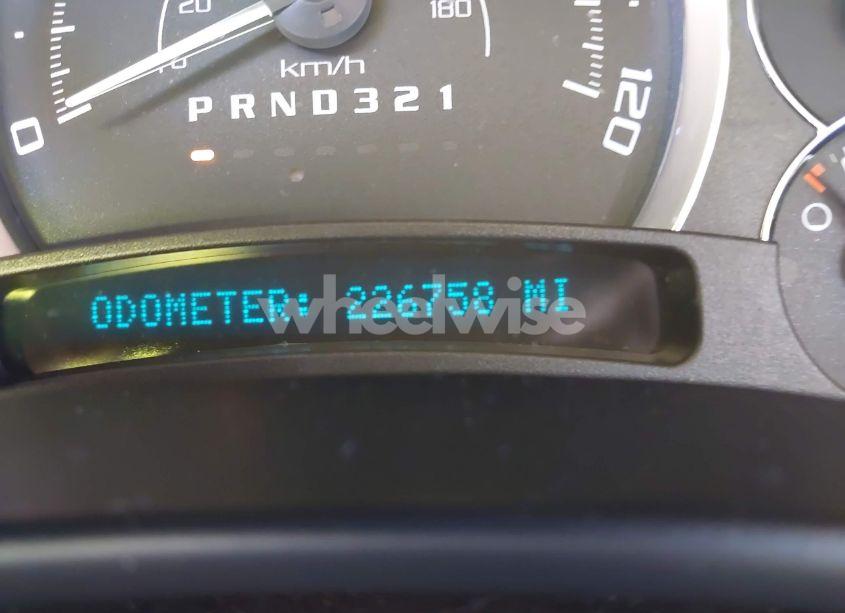 20 180
km/h
PRND321
0 120
ODOMETER: 226758 MI
wheelwise